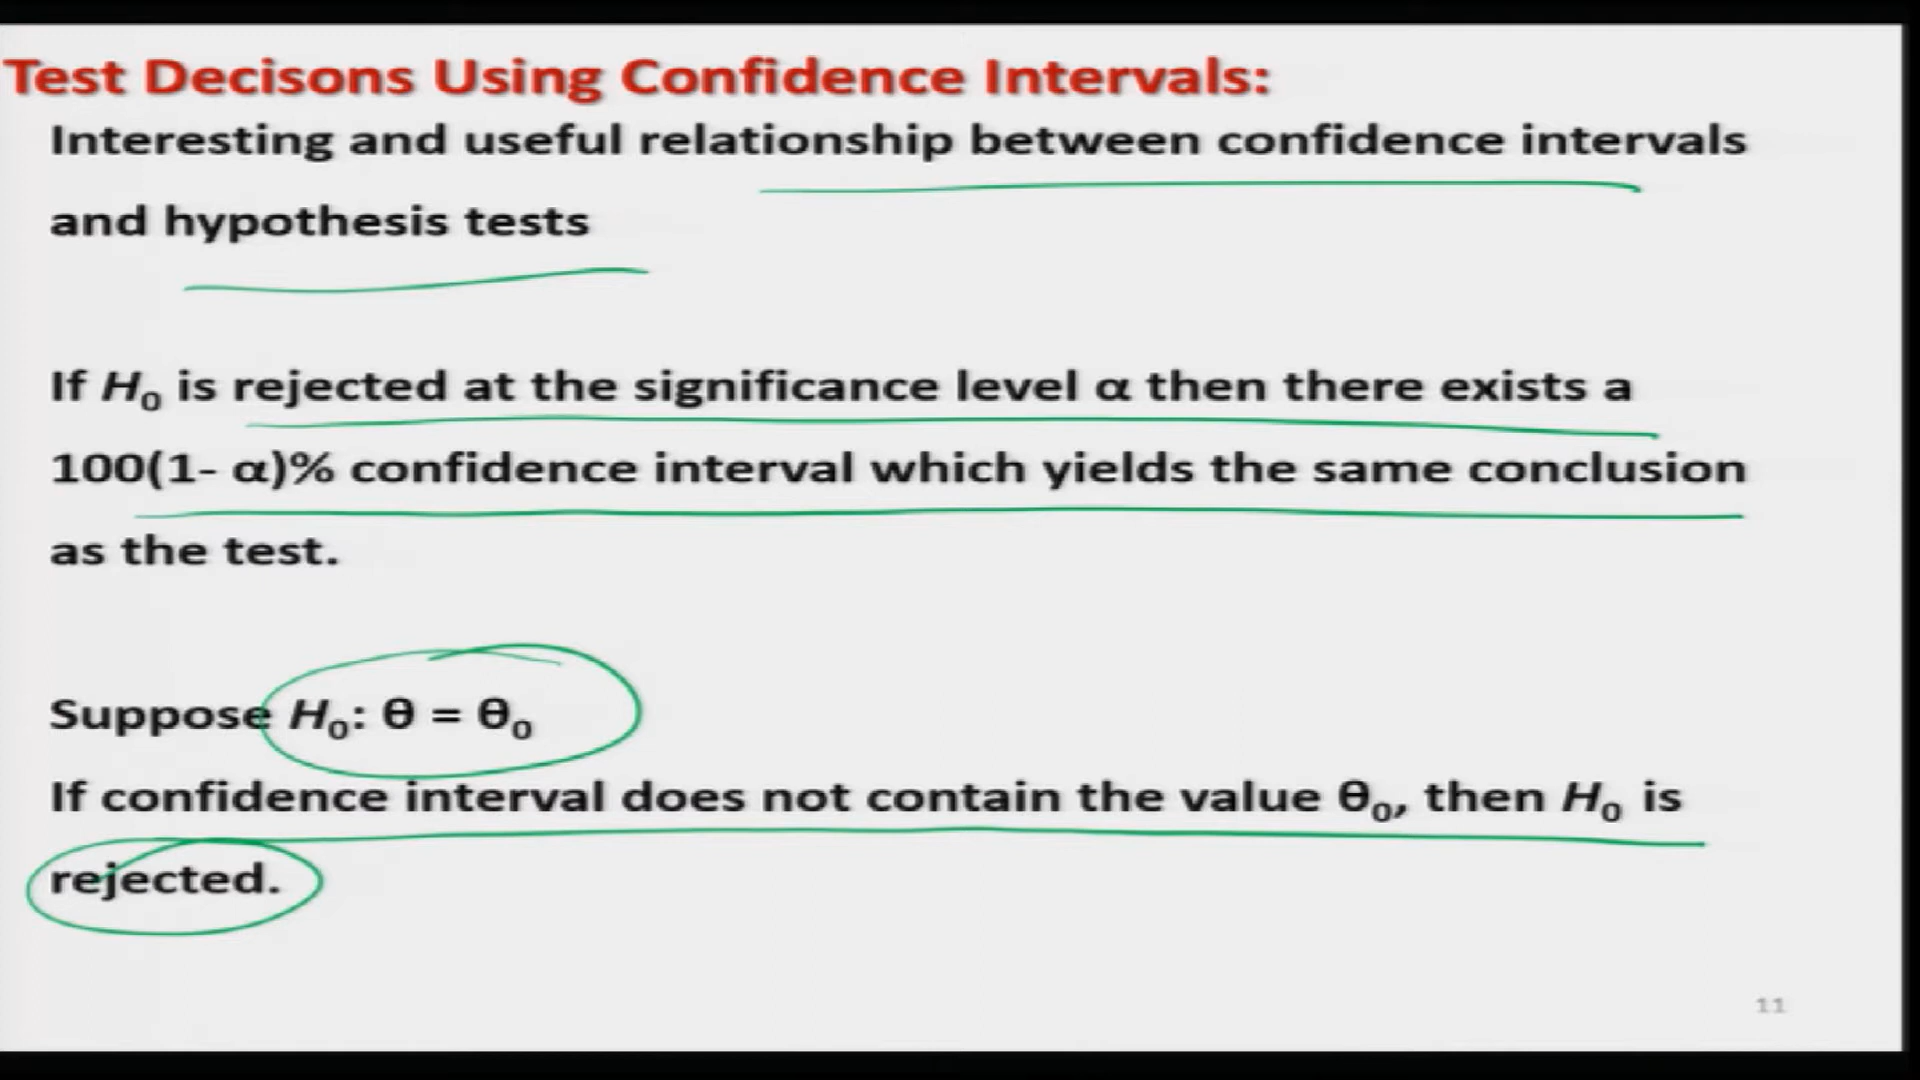 Test Decisons Using Confidence Intervals:
Interesting and useful relationship between confidence intervals
and hypothesis tests
If H₀ is rejected at the significance level α then there exists a
100(1- α)% confidence interval which yields the same conclusion
as the test.
Suppose H₀: θ = θ₀
If confidence interval does not contain the value θ₀, then H₀ is
rejected.
11